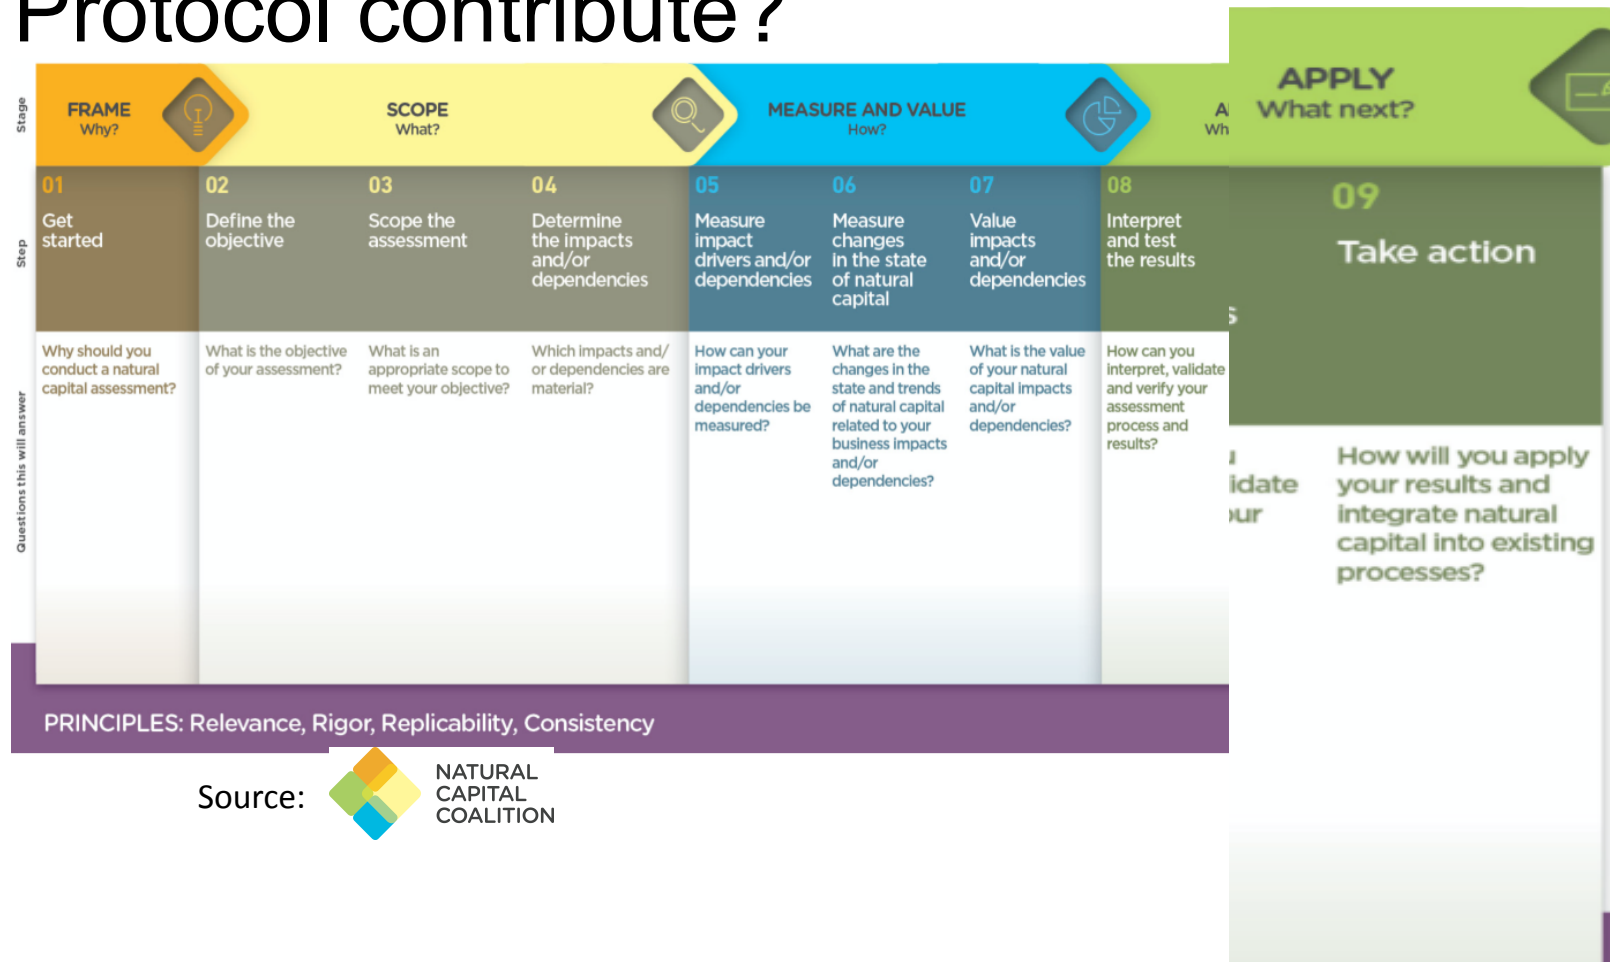 Protocol contribute?
Stage
FRAME
Why?
SCOPE
What?
MEASURE AND VALUE
How?
A
Wh
APPLY
What next?
Step
01
Get
started
02
Define the
objective
03
Scope the
assessment
04
Determine
the impacts
and/or
dependencies
05
Measure
impact
drivers and/or
dependencies
06
Measure
changes
in the state
of natural
capital
07
Value
impacts
and/or
dependencies
08
Interpret
and test
the results
s
09
Take action
Questions this will answer
Why should you
conduct a natural
capital assessment?
What is the objective
of your assessment?
What is an
appropriate scope to
meet your objective?
Which impacts and/
or dependencies are
material?
How can your
impact drivers
and/or
dependencies be
measured?
What are the
changes in the
state and trends
of natural capital
related to your
business impacts
and/or
dependencies?
What is the value
of your natural
capital impacts
and/or
dependencies?
How can you
interpret, validate
and verify your
assessment
process and
results?
idate
our
How will you apply
your results and
integrate natural
capital into existing
processes?
PRINCIPLES: Relevance, Rigor, Replicability, Consistency
Source:
NATURAL
CAPITAL
COALITION